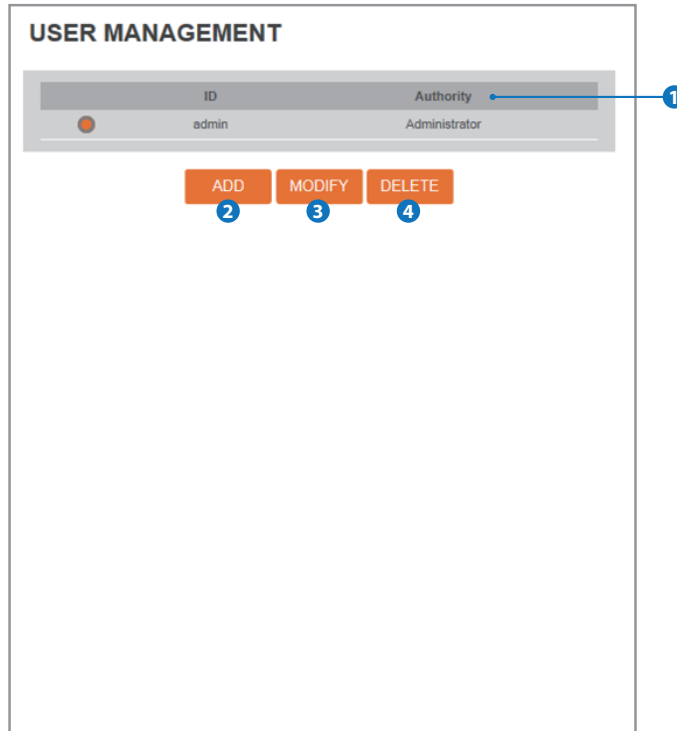 USER MANAGEMENT
ID Authority
1
admin Administrator
ADD MODIFY DELETE
2 3 4